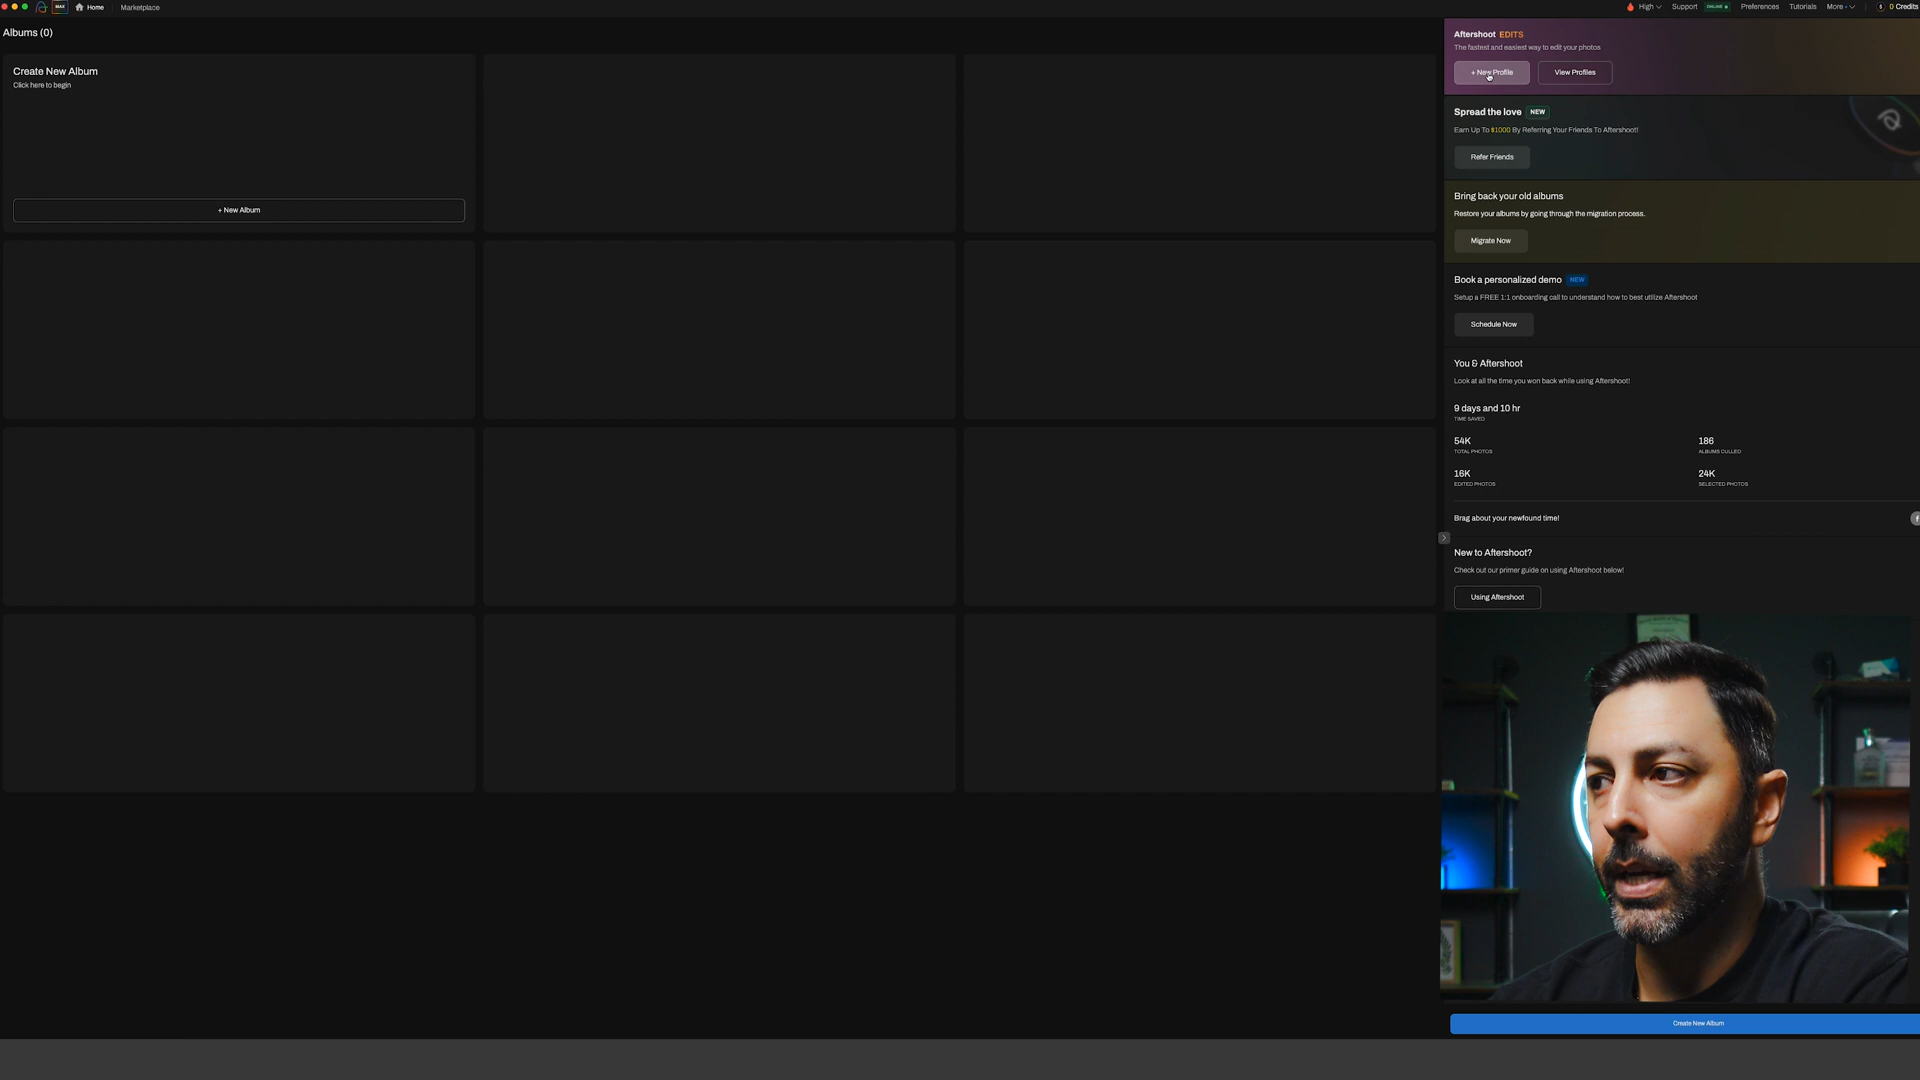 MAX Home Marketplace
High Support ONLINE Preferences Tutorials More 0 Credits
Albums (0)
Create New Album
Click here to begin
+ New Album
Aftershoot EDITS
The fastest and easiest way to edit your photos
+ New Profile View Profiles
Spread the love NEW
Earn Up To $1000 By Referring Your Friends To Aftershoot!
Refer Friends
Bring back your old albums
Restore your albums by going through the migration process.
Migrate Now
Book a personalized demo NEW
Setup a FREE 1:1 onboarding call to understand how to best utilize Aftershoot
Schedule Now
You & Aftershoot
Look at all the time you won back while using Aftershoot!
9 days and 10 hr
TIME SAVED
54K 186
TOTAL PHOTOS ALBUMS CULLED
16K 24K
EDITED PHOTOS SELECTED PHOTOS
Brag about your newfound time!
New to Aftershoot?
Check out our primer guide on using Aftershoot below!
Using Aftershoot
Create New Album